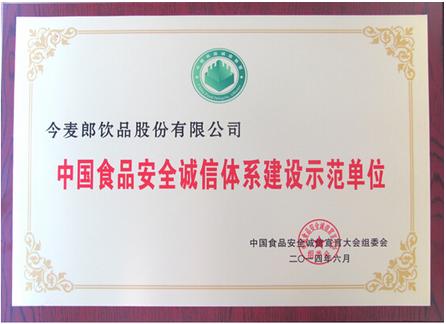 今麦郎饮品股份有限公司
中国食品安全诚信体系建设示范单位
中国食品安全诚信宣言大会组委会
二〇一四年六月